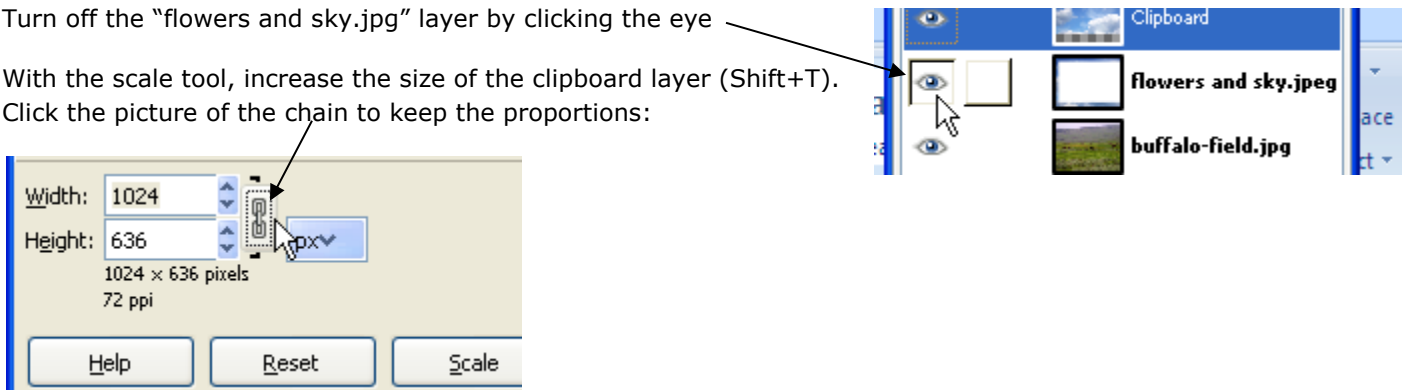 Turn off the “flowers and sky.jpg” layer by clicking the eye
With the scale tool, increase the size of the clipboard layer (Shift+T).
Click the picture of the chain to keep the proportions:
Clipboard
flowers and sky.jpeg
buffalo-field.jpg
ace
ct
Width: 1024
Height: 636 px
1024 × 636 pixels
72 ppi
Help Reset Scale